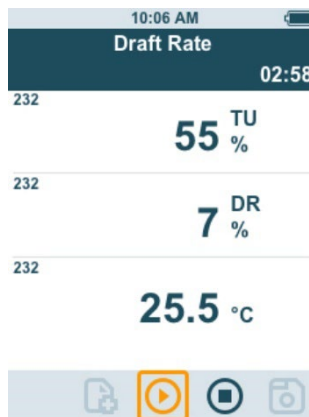 10:06 AM
Draft Rate
02:58
232
55 TU %
232
7 DR %
232
25.5 °C